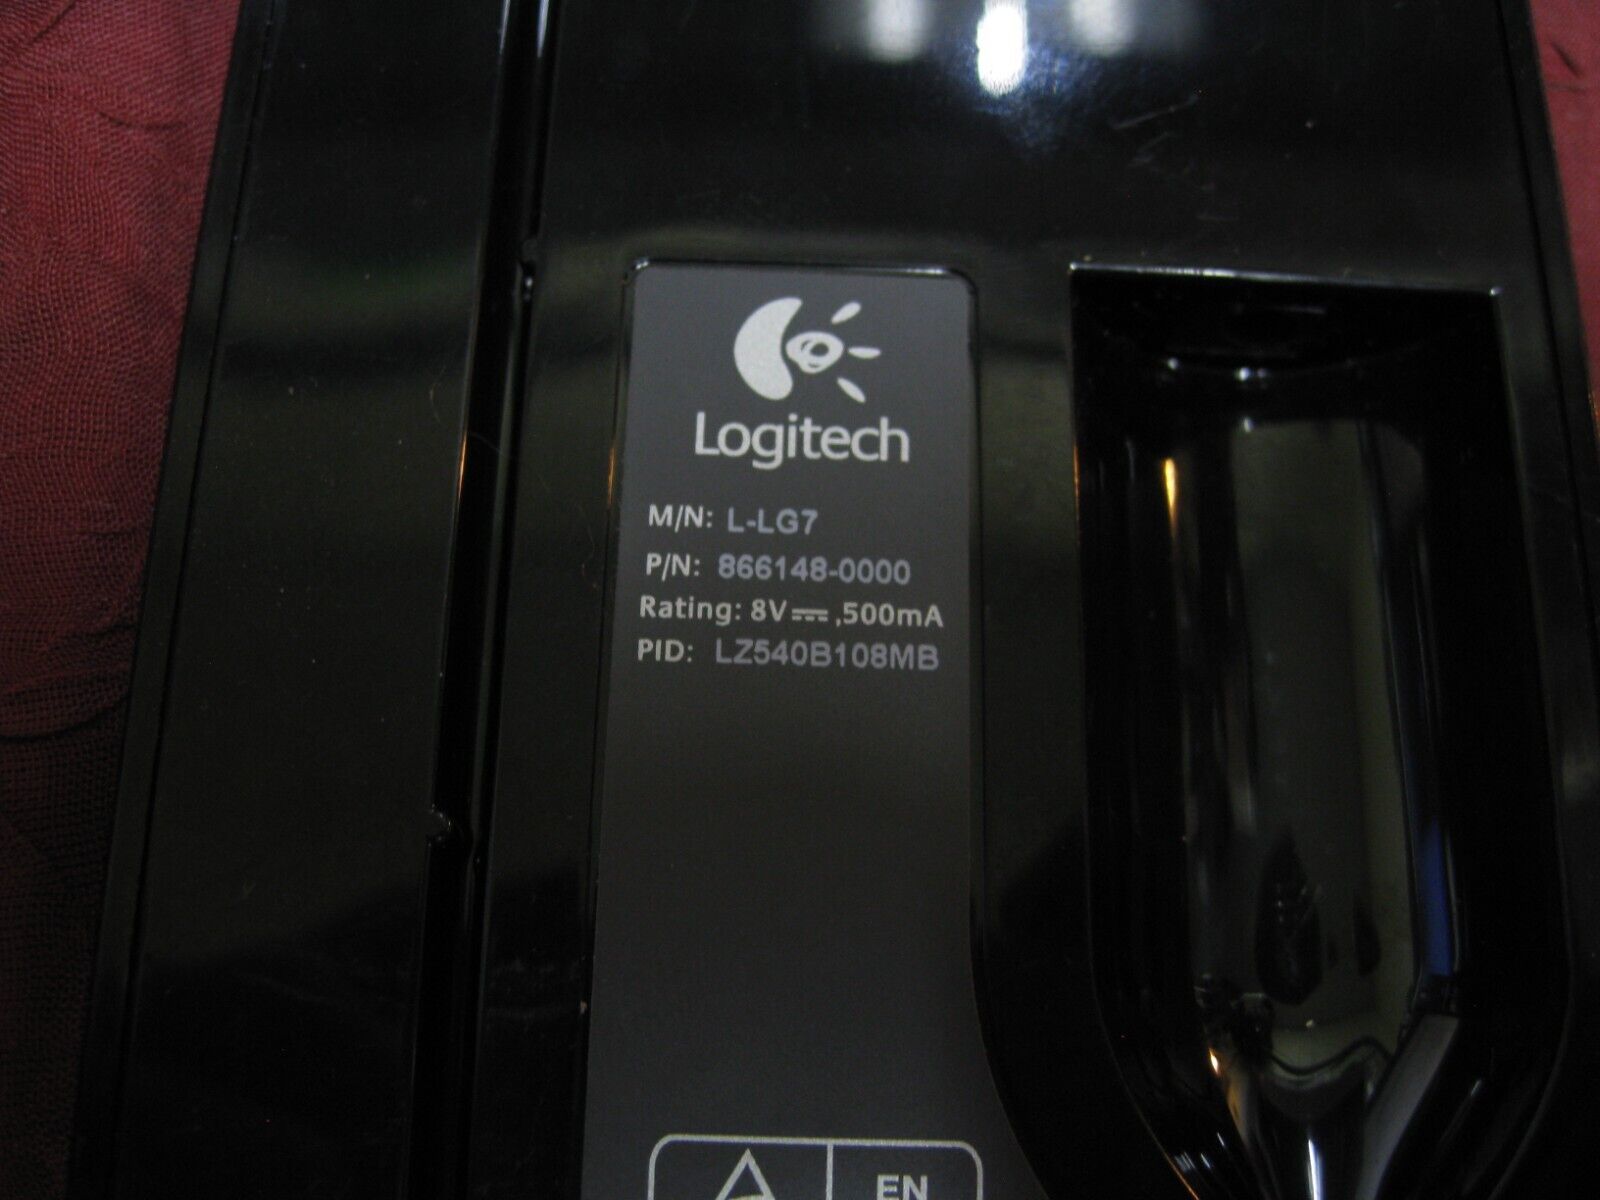 Logitech
M/N: L-LG7
P/N: 866148-0000
Rating: 8V⎓,500mA
PID: LZ540B108MB
EN